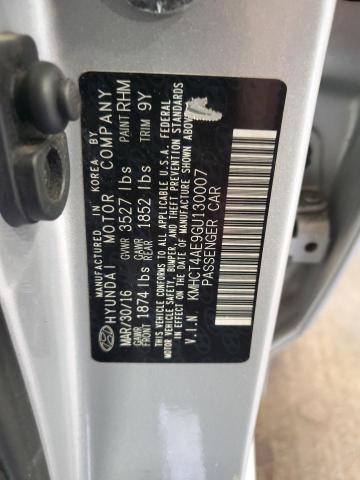 MANUFACTURED IN KOREA BY
HYUNDAI MOTOR COMPANY
MAR/30/16 GVWR 3527 lbs PAINT RHM
GAWR FRONT 1874 lbs GAWR REAR 1852 lbs TRIM 9Y
THIS VEHICLE CONFORMS TO ALL APPLICABLE U.S.A. FEDERAL
MOTOR VEHICLE SAFETY, BUMPER, AND THEFT PREVENTION STANDARDS
IN EFFECT ON THE DATE OF MANUFACTURE SHOWN ABOVE
V.I.N KMHCT4AE9GU130007
PASSENGER CAR